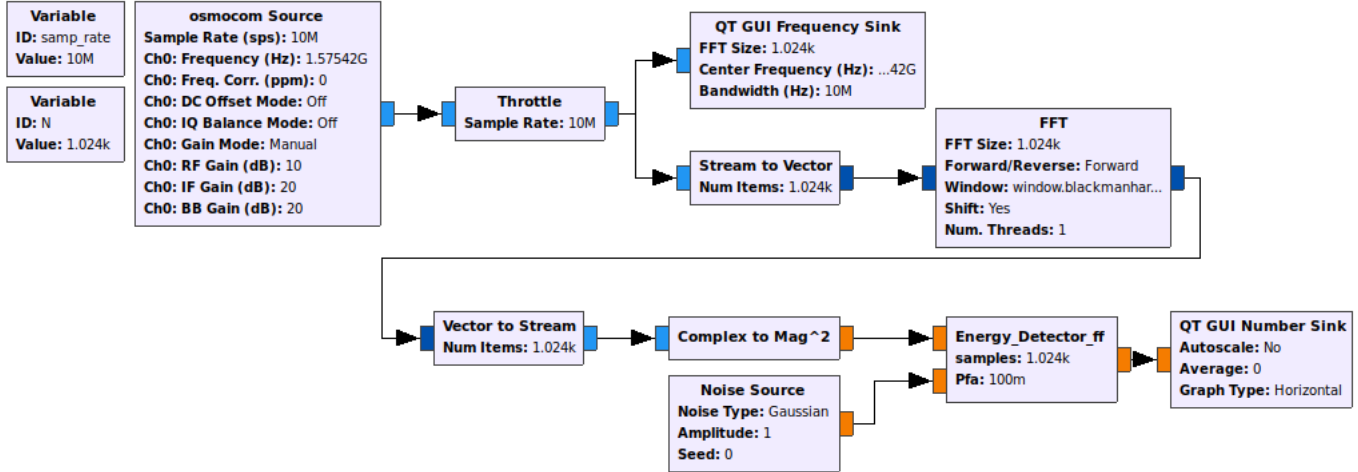 Variable
ID: samp_rate
Value: 10M
Variable
ID: N
Value: 1.024k
osmocom Source
Sample Rate (sps): 10M
Ch0: Frequency (Hz): 1.57542G
Ch0: Freq. Corr. (ppm): 0
Ch0: DC Offset Mode: Off
Ch0: IQ Balance Mode: Off
Ch0: Gain Mode: Manual
Ch0: RF Gain (dB): 10
Ch0: IF Gain (dB): 20
Ch0: BB Gain (dB): 20
Throttle
Sample Rate: 10M
QT GUI Frequency Sink
FFT Size: 1.024k
Center Frequency (Hz): ...42G
Bandwidth (Hz): 10M
Stream to Vector
Num Items: 1.024k
FFT
FFT Size: 1.024k
Forward/Reverse: Forward
Window: window.blackmanhar...
Shift: Yes
Num. Threads: 1
Vector to Stream
Num Items: 1.024k
Complex to Mag^2
Noise Source
Noise Type: Gaussian
Amplitude: 1
Seed: 0
Energy_Detector_ff
samples: 1.024k
Pfa: 100m
QT GUI Number Sink
Autoscale: No
Average: 0
Graph Type: Horizontal